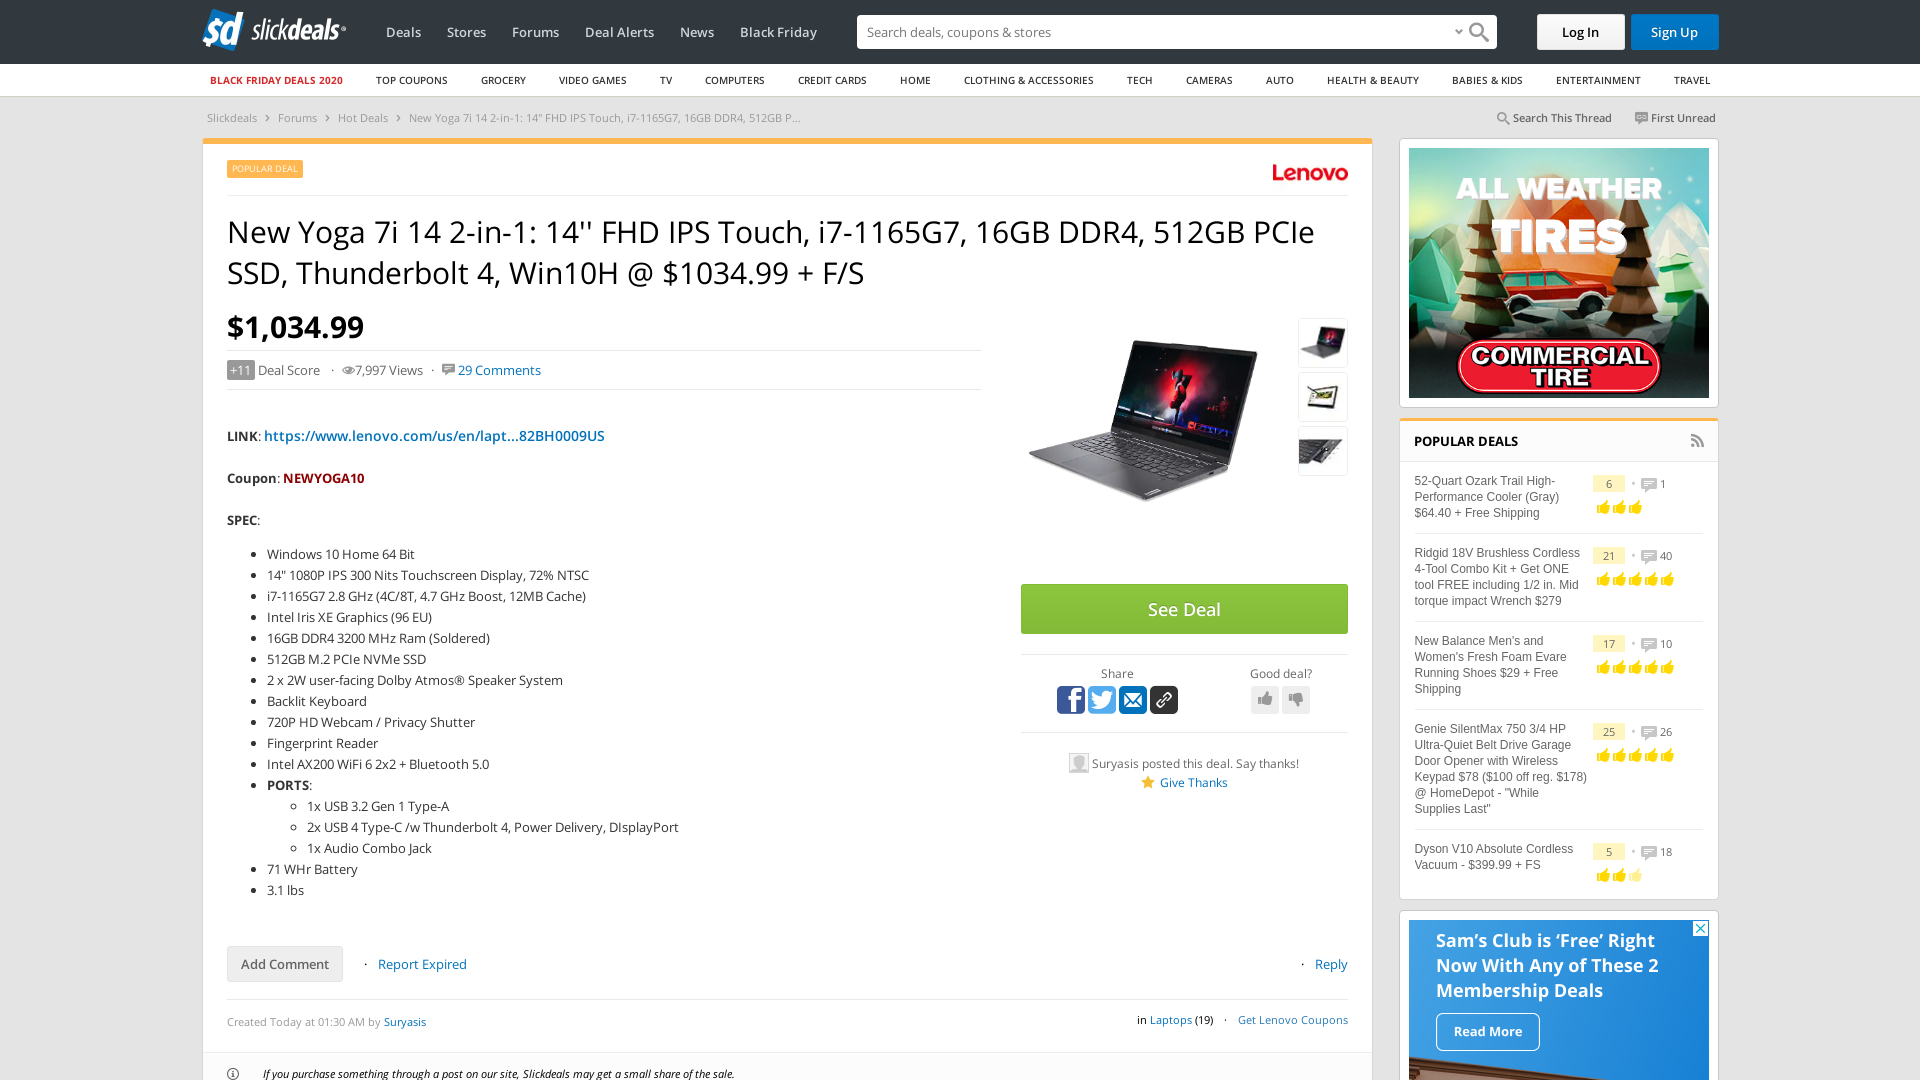 slickdeals
Deals
Stores
Forums
Deal Alerts
News
Black Friday
Search deals, coupons & stores
Log In
Sign Up
BLACK FRIDAY DEALS 2020
TOP COUPONS
GROCERY
VIDEO GAMES
TV
COMPUTERS
CREDIT CARDS
HOME
CLOTHING & ACCESSORIES
TECH
CAMERAS
AUTO
HEALTH & BEAUTY
BABIES & KIDS
ENTERTAINMENT
TRAVEL
Slickdeals › Forums › Hot Deals › New Yoga 7i 14 2-in-1: 14" FHD IPS Touch, i7-1165G7, 16GB DDR4, 512GB P...
Search This Thread
First Unread
POPULAR DEAL
Lenovo
New Yoga 7i 14 2-in-1: 14'' FHD IPS Touch, i7-1165G7, 16GB DDR4, 512GB PCIe
SSD, Thunderbolt 4, Win10H @ $1034.99 + F/S
$1,034.99
+11 Deal Score · 7,997 Views · 29 Comments
LINK: https://www.lenovo.com/us/en/lapt...82BH0009US
Coupon: NEWYOGA10
SPEC:
Windows 10 Home 64 Bit
14" 1080P IPS 300 Nits Touchscreen Display, 72% NTSC
i7-1165G7 2.8 GHz (4C/8T, 4.7 GHz Boost, 12MB Cache)
Intel Iris XE Graphics (96 EU)
16GB DDR4 3200 MHz Ram (Soldered)
512GB M.2 PCIe NVMe SSD
2 x 2W user-facing Dolby Atmos® Speaker System
Backlit Keyboard
720P HD Webcam / Privacy Shutter
Fingerprint Reader
Intel AX200 WiFi 6 2x2 + Bluetooth 5.0
PORTS:
1x USB 3.2 Gen 1 Type-A
2x USB 4 Type-C /w Thunderbolt 4, Power Delivery, DIsplayPort
1x Audio Combo Jack
71 WHr Battery
3.1 lbs
See Deal
Share
Good deal?
Suryasis posted this deal. Say thanks!
Give Thanks
Add Comment
· Report Expired
· Reply
Created Today at 01:30 AM by Suryasis
in Laptops (19) · Get Lenovo Coupons
If you purchase something through a post on our site, Slickdeals may get a small share of the sale.
ALL WEATHER
TIRES
COMMERCIAL
TIRE
POPULAR DEALS
52-Quart Ozark Trail High-
Performance Cooler (Gray)
$64.40 + Free Shipping
6 · 1
Ridgid 18V Brushless Cordless
4-Tool Combo Kit + Get ONE
tool FREE including 1/2 in. Mid
torque impact Wrench $279
21 · 40
New Balance Men's and
Women's Fresh Foam Evare
Running Shoes $29 + Free
Shipping
17 · 10
Genie SilentMax 750 3/4 HP
Ultra-Quiet Belt Drive Garage
Door Opener with Wireless
Keypad $78 ($100 off reg. $178)
@ HomeDepot - "While
Supplies Last"
25 · 26
Dyson V10 Absolute Cordless
Vacuum - $399.99 + FS
5 · 18
Sam's Club is 'Free' Right
Now With Any of These 2
Membership Deals
Read More